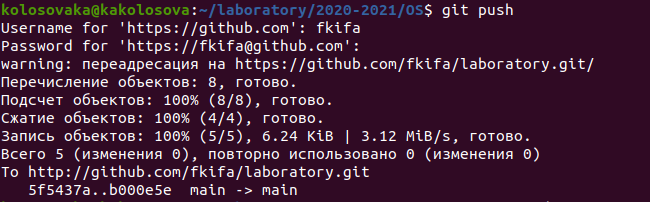 kolosovaka@kakolosova:~/laboratory/2020-2021/OS$ git push
Username for 'https://github.com': fkifa
Password for 'https://fkifa@github.com':
warning: переадресация на https://github.com/fkifa/laboratory.git/
Перечисление объектов: 8, готово.
Подсчет объектов: 100% (8/8), готово.
Сжатие объектов: 100% (4/4), готово.
Запись объектов: 100% (5/5), 6.24 KiB | 3.12 MiB/s, готово.
Всего 5 (изменения 0), повторно использовано 0 (изменения 0)
To http://github.com/fkifa/laboratory.git
   5f5437a..b000e5e  main -> main